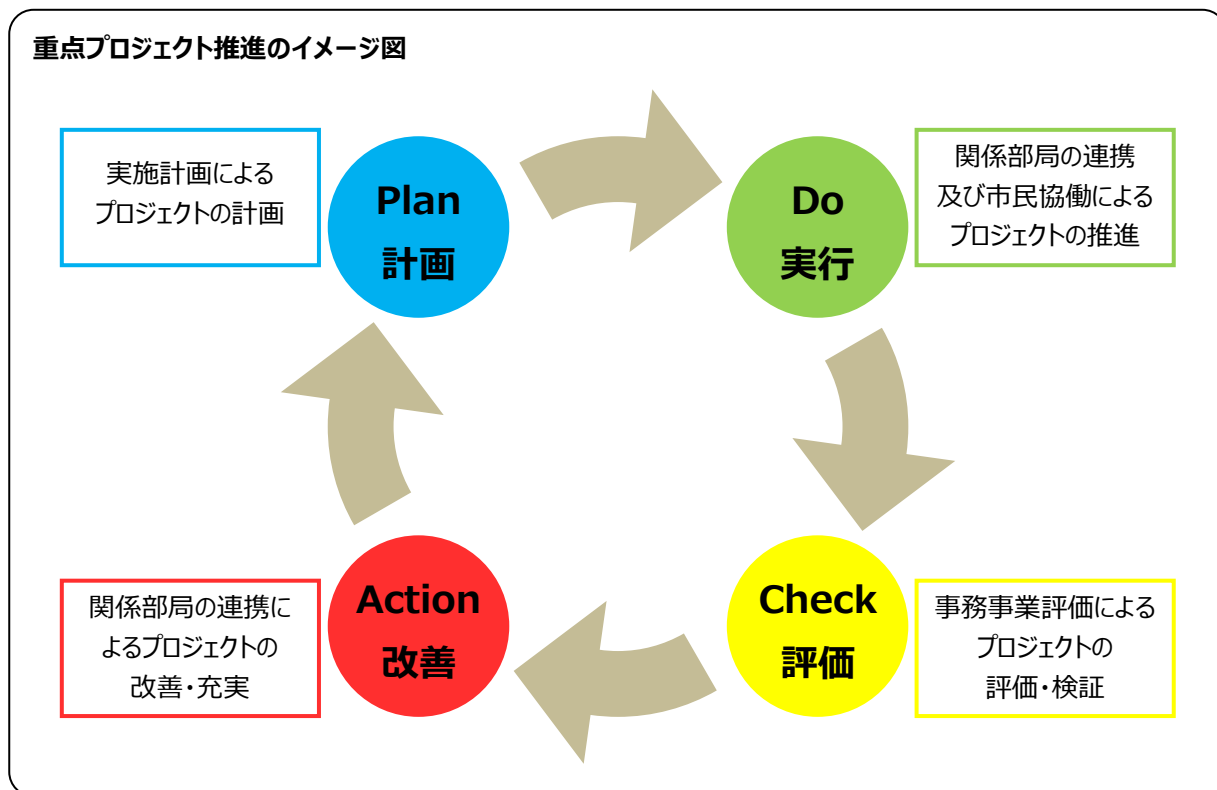 重点プロジェクト推進のイメージ図
実施計画による
プロジェクトの計画
Plan
計画
Do
実行
関係部局の連携
及び市民協働による
プロジェクトの推進
関係部局の連携に
よるプロジェクトの
改善・充実
Action
改善
Check
評価
事務事業評価による
プロジェクトの
評価・検証